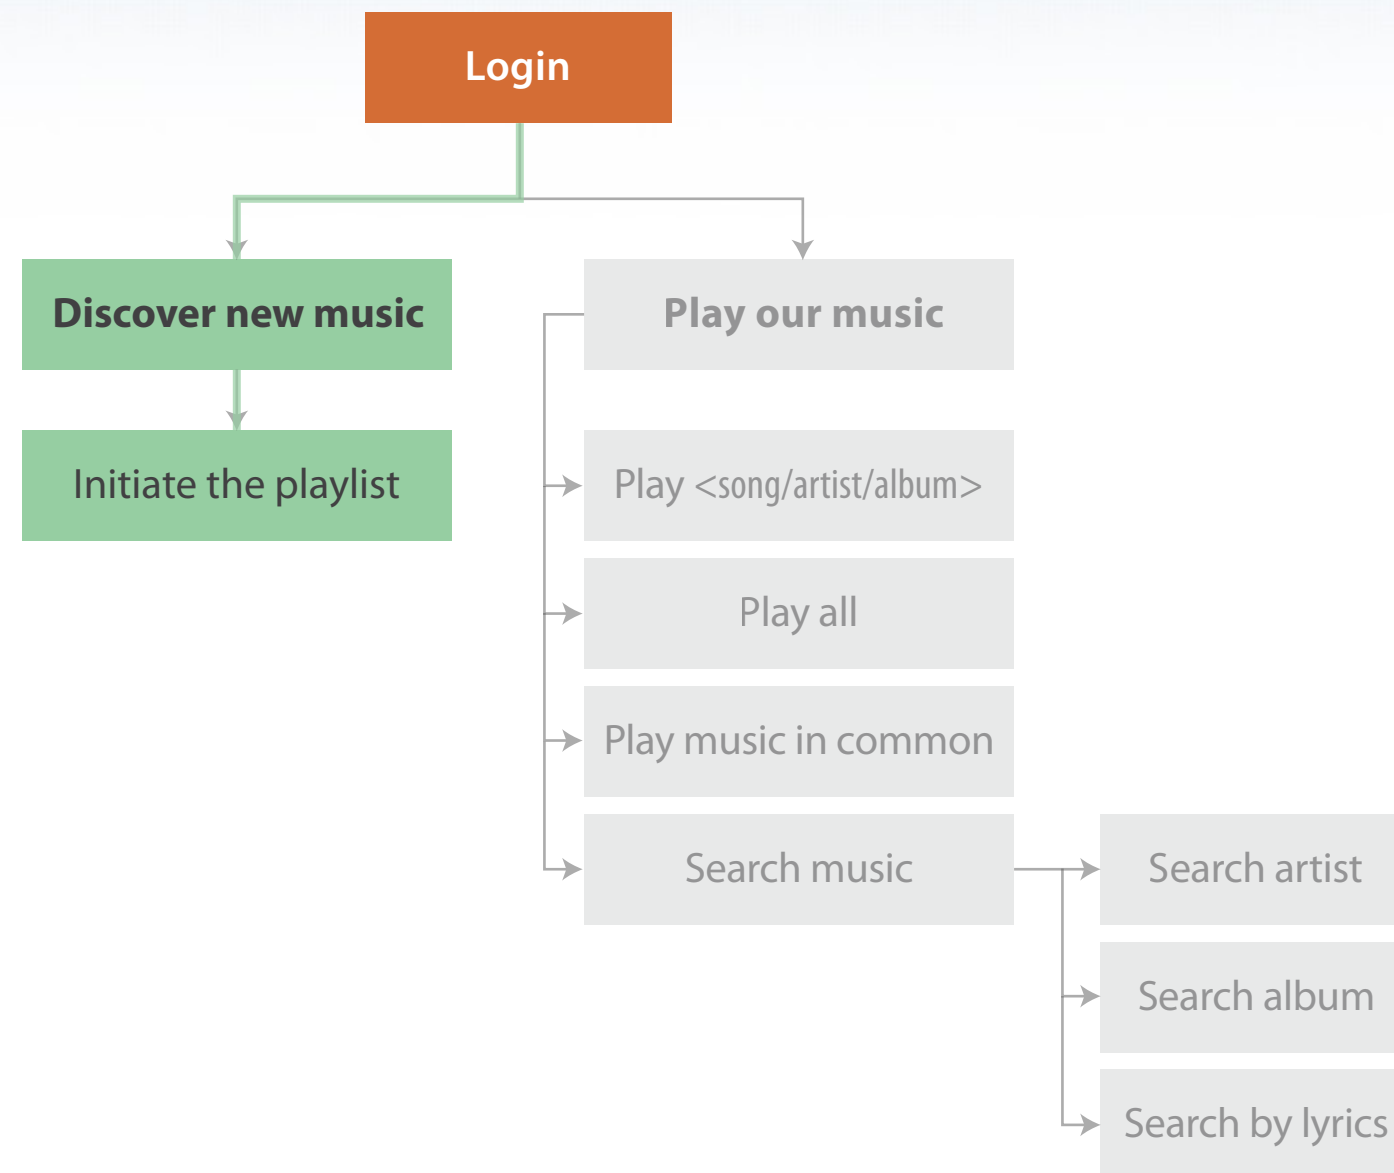 Login
Discover new music
Play our music
Initiate the playlist
Play <song/artist/album>
Play all
Play music in common
Search music
Search artist
Search album
Search by lyrics